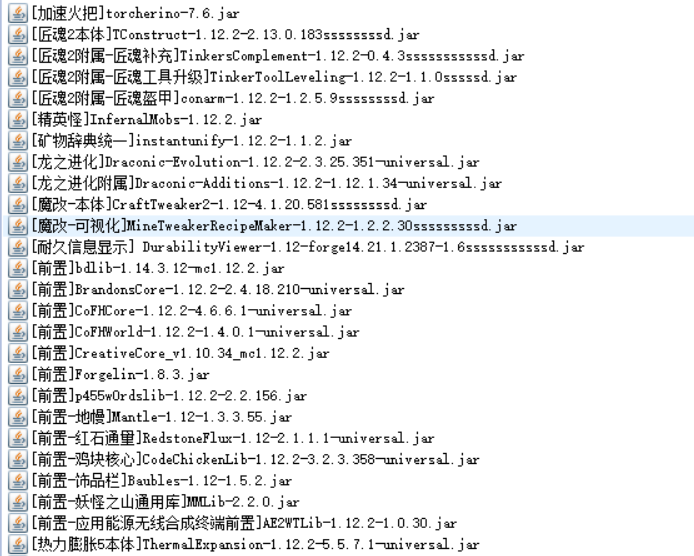 [加速火把]torcherino-7.6.jar
[匠魂2本体]TConstruct-1.12.2-2.13.0.183sssssssd.jar
[匠魂2附属-匠魂补充]TinkersComplement-1.12.2-0.4.3ssssssssssssd.jar
[匠魂2附属-匠魂工具升级]TinkerToolLeveling-1.12.2-1.1.0sssssd.jar
[匠魂2附属-匠魂盔甲]conarm-1.12.2-1.2.5.9ssssssssd.jar
[精英怪]InfernalMobs-1.12.2.jar
[矿物辞典统一]instantunify-1.12.2-1.1.2.jar
[龙之进化]Draconic-Evolution-1.12.2-2.3.25.351-universal.jar
[龙之进化附属]Draconic-Additions-1.12.2-1.12.1.34-universal.jar
[魔改-本体]CraftTweaker2-1.12-4.1.20.581sssssssssd.jar
[魔改-可视化]MineTweakerRecipeMaker-1.12.2-1.2.2.30sssssssssd.jar
[耐久信息显示] DurabilityViewer-1.12-forge14.21.1.2387-1.6ssssssssssssd.jar
[前置]bdlib-1.14.3.12-mc1.12.2.jar
[前置]BrandonsCore-1.12.2-2.4.18.210-universal.jar
[前置]CoFHCore-1.12.2-4.6.6.1-universal.jar
[前置]CoFHWorld-1.12.2-1.4.0.1-universal.jar
[前置]CreativeCore_v1.10.34_mc1.12.2.jar
[前置]Forgelin-1.8.3.jar
[前置]p455w0rdslib-1.12.2-2.2.156.jar
[前置-地幔]Mantle-1.12-1.3.3.55.jar
[前置-红石通量]RedstoneFlux-1.12-2.1.1.1-universal.jar
[前置-鸡块核心]CodeChickenLib-1.12.2-3.2.3.358-universal.jar
[前置-饰品栏]Baubles-1.12-1.5.2.jar
[前置-妖怪之山通用库]MMLib-2.2.0.jar
[前置-应用能源无线合成终端前置]AE2WTLib-1.12.2-1.0.30.jar
[热力膨胀5本体]ThermalExpansion-1.12.2-5.5.7.1-universal.jar